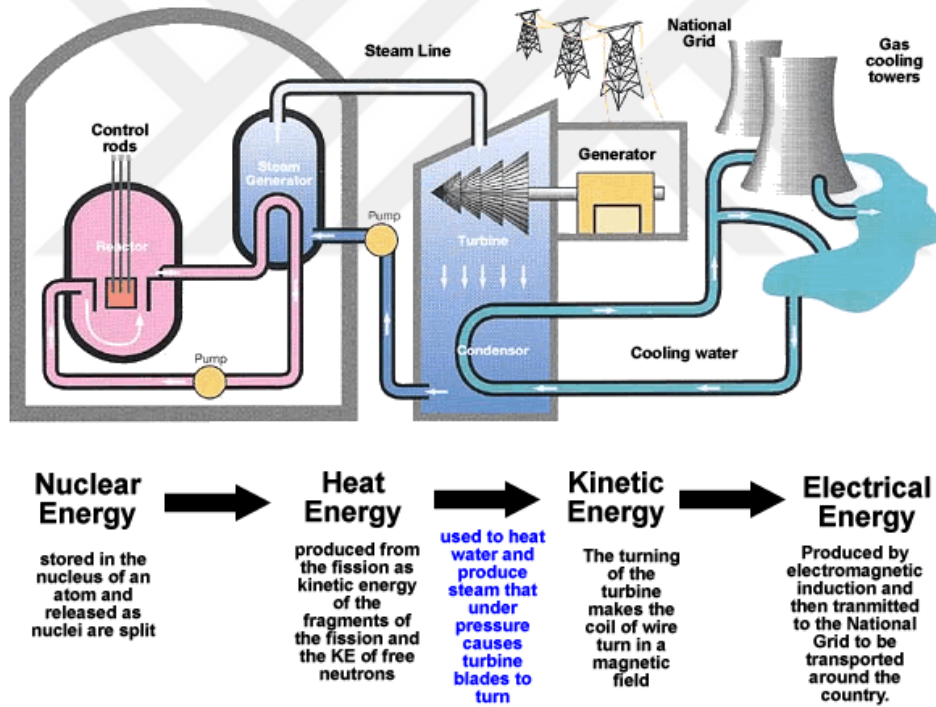 Steam Line
National
Grid
Gas
cooling
towers
Control
rods
Steam
Generator
Generator
Pump
Reactor
Turbine
Pump
Condensor
Cooling water
Nuclear
Energy
stored in the
nucleus of an
atom and
released as
nuclei are split
Heat
Energy
produced from
the fission as
kinetic energy
of the
fragments of
the fission and
the KE of free
neutrons
used to heat
water and
produce
steam that
under
pressure
causes
turbine
blades to
turn
Kinetic
Energy
The turning
of the
turbine
makes the
coil of wire
turn in a
magnetic
field
Electrical
Energy
Produced by
electromagnetic
induction and
then tranmitted
to the National
Grid to be
transported
around the
country.